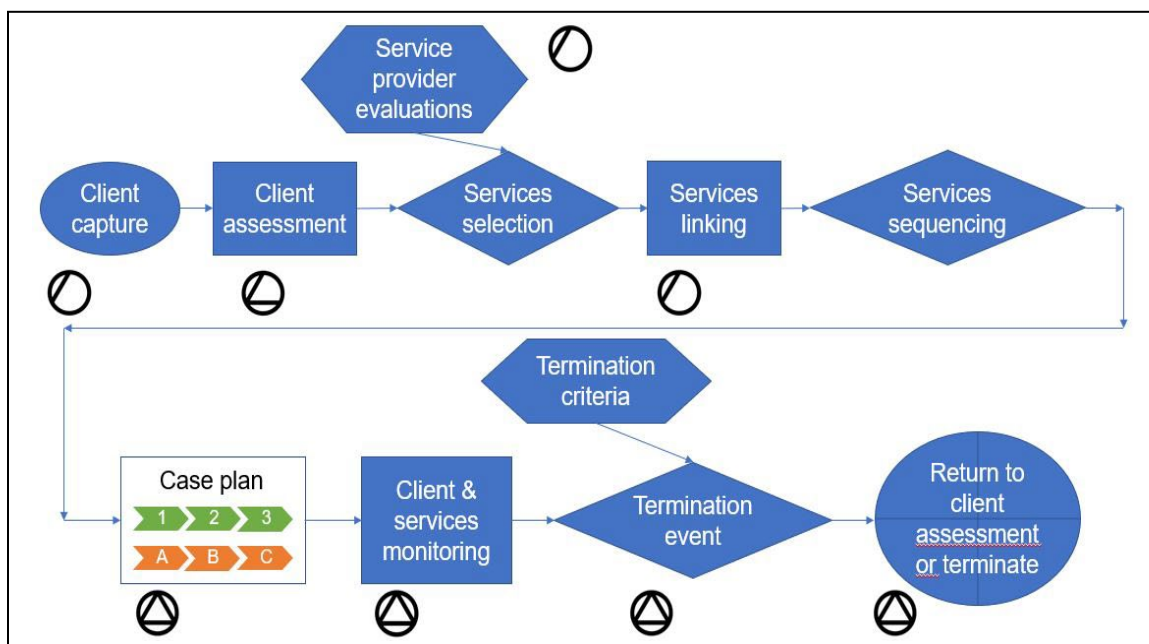 Service
provider
evaluations
Client
capture
Client
assessment
Services
selection
Services
linking
Services
sequencing
Termination
criteria
Case plan
1 2 3
A B C
Client &
services
monitoring
Termination
event
Return to
client
assessment
or terminate